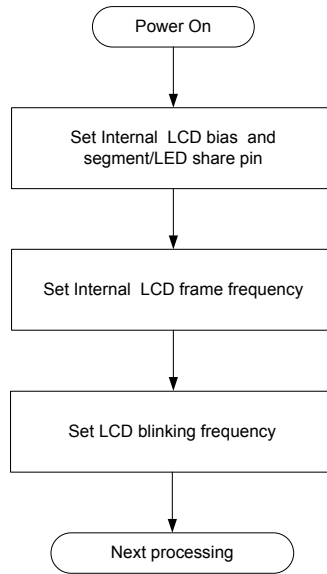 Power On
Set Internal LCD bias and
segment/LED share pin
Set Internal LCD frame frequency
Set LCD blinking frequency
Next processing